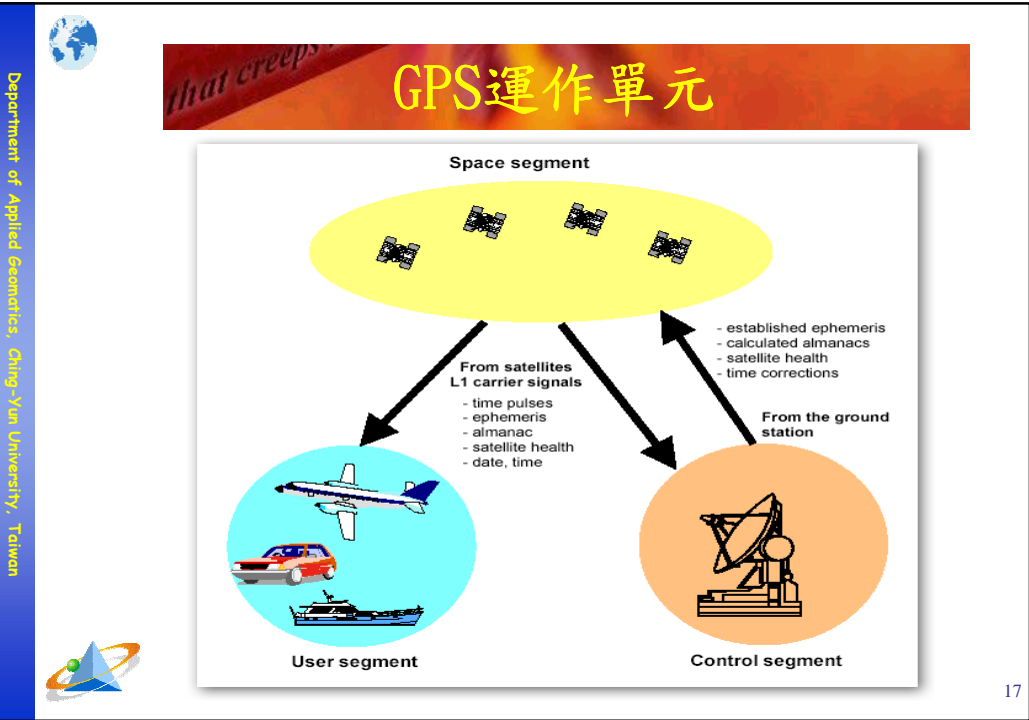 Department of Applied Geomatics, Ching-Yun University, Taiwan
that creeps
GPS運作單元
Space segment
- established ephemeris
- calculated almanacs
- satellite health
- time corrections
From satellites
L1 carrier signals
- time pulses
- ephemeris
- almanac
- satellite health
- date, time
From the ground
station
User segment
Control segment
17